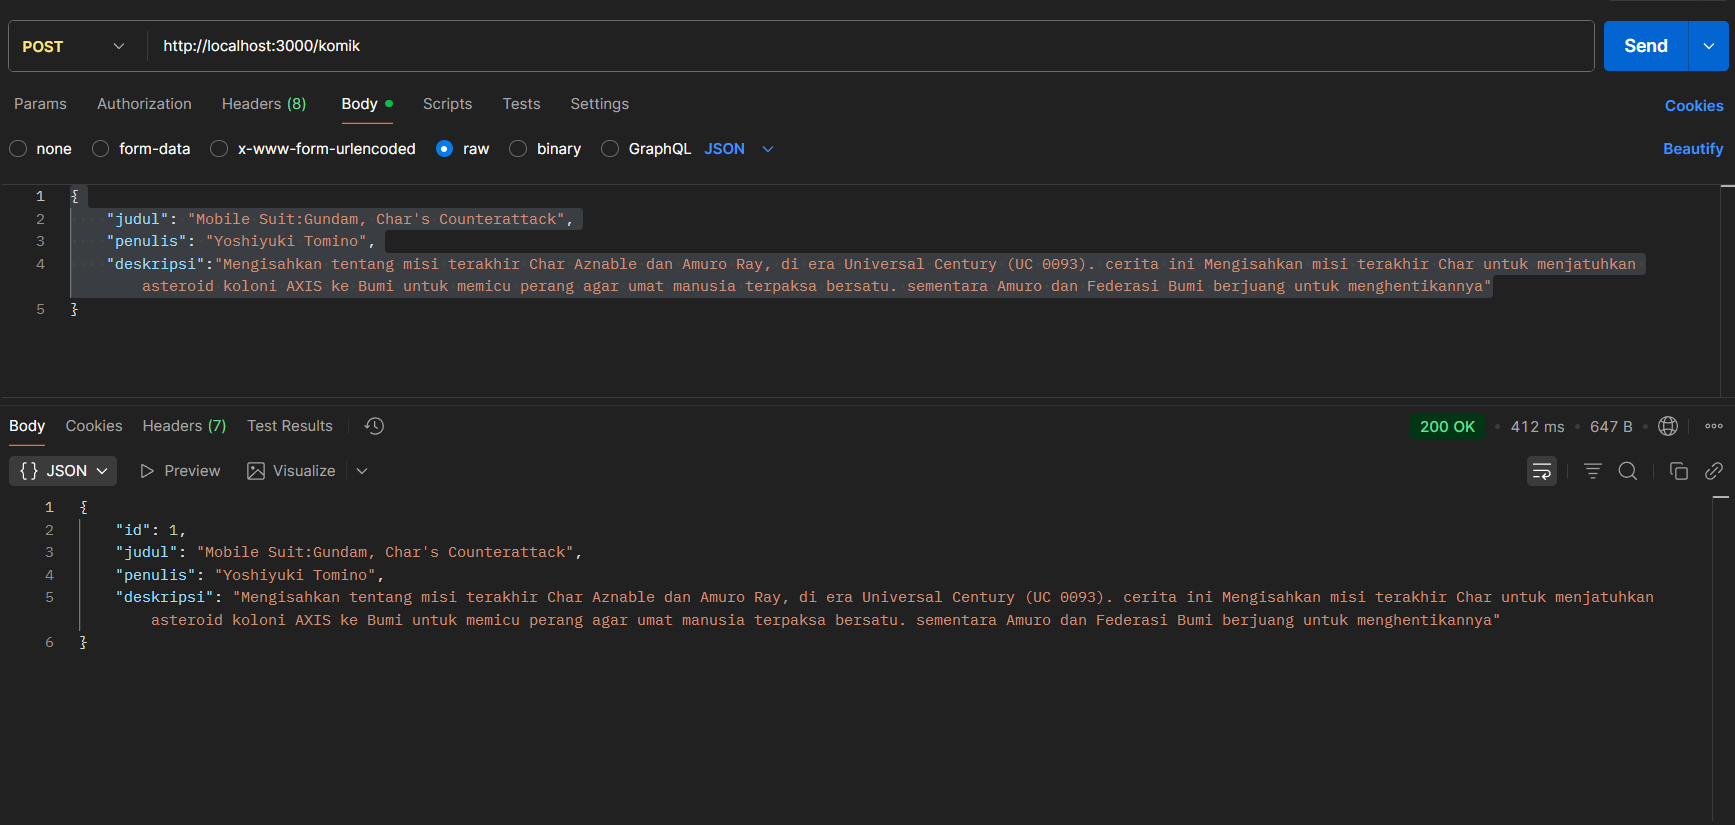 POST http://localhost:3000/komik Send
Params Authorization Headers (8) Body Scripts Tests Settings Cookies
none form-data x-www-form-urlencoded raw binary GraphQL JSON Beautify
1 {
2 "judul": "Mobile Suit:Gundam, Char's Counterattack",
3 "penulis": "Yoshiyuki Tomino",
4 "deskripsi":"Mengisahkan tentang misi terakhir Char Aznable dan Amuro Ray, di era Universal Century (UC 0093). cerita ini Mengisahkan misi terakhir Char untuk menjatuhkan
asteroid koloni AXIS ke Bumi untuk memicu perang agar umat manusia terpaksa bersatu. sementara Amuro dan Federasi Bumi berjuang untuk menghentikannya"
5 }
Body Cookies Headers (7) Test Results 200 OK • 412 ms • 647 B •
{} JSON Preview Visualize
1 {
2 "id": 1,
3 "judul": "Mobile Suit:Gundam, Char's Counterattack",
4 "penulis": "Yoshiyuki Tomino",
5 "deskripsi": "Mengisahkan tentang misi terakhir Char Aznable dan Amuro Ray, di era Universal Century (UC 0093). cerita ini Mengisahkan misi terakhir Char untuk menjatuhkan
asteroid koloni AXIS ke Bumi untuk memicu perang agar umat manusia terpaksa bersatu. sementara Amuro dan Federasi Bumi berjuang untuk menghentikannya"
6 }